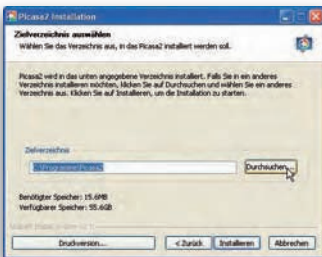 Picasa2 Installation
Zielverzeichnis auswählen
Wählen Sie das Verzeichnis aus, in das Picasa2 installiert werden soll.
Picasa2 wird in das unten angegebene Verzeichnis installiert. Falls Sie in ein anderes
Verzeichnis installieren möchten, klicken Sie auf Durchsuchen und wählen Sie ein anderes
Verzeichnis aus. Klicken Sie auf Installieren, um die Installation zu starten.
Zielverzeichnis
C:\Programme\Picasa2
Durchsuchen...
Benötigter Speicher: 15.6MB
Verfügbarer Speicher: 55.6GB
Druckversion... < Zurück Installieren Abbrechen